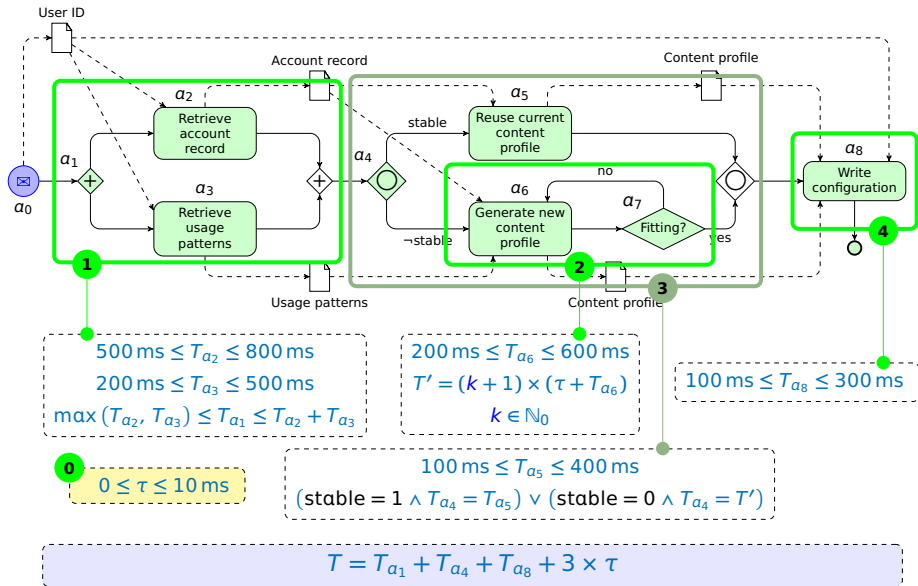 User ID
Account record
Content profile
a₂
a₅
Retrieve
account
record
Reuse current
content
profile
stable
a₁
a₄
a₈
+
+
Write
configuration
a₀
a₃
a₆
no
a₇
Retrieve
usage
patterns
Generate new
content
profile
Fitting?
¬stable
yes
1
2
3
4
Usage patterns
Content profile
500 ms ≤ Tₐ₂ ≤ 800 ms
200 ms ≤ Tₐ₃ ≤ 500 ms
max (Tₐ₂, Tₐ₃) ≤ Tₐ₁ ≤ Tₐ₂ + Tₐ₃
200 ms ≤ Tₐ₆ ≤ 600 ms
T′ = (k + 1) × (τ + Tₐ₆)
k ∈ ℕ₀
100 ms ≤ Tₐ₈ ≤ 300 ms
0
0 ≤ τ ≤ 10 ms
100 ms ≤ Tₐ₅ ≤ 400 ms
(stable = 1 ∧ Tₐ₄ = Tₐ₅) ∨ (stable = 0 ∧ Tₐ₄ = T′)
T = Tₐ₁ + Tₐ₄ + Tₐ₈ + 3 × τ